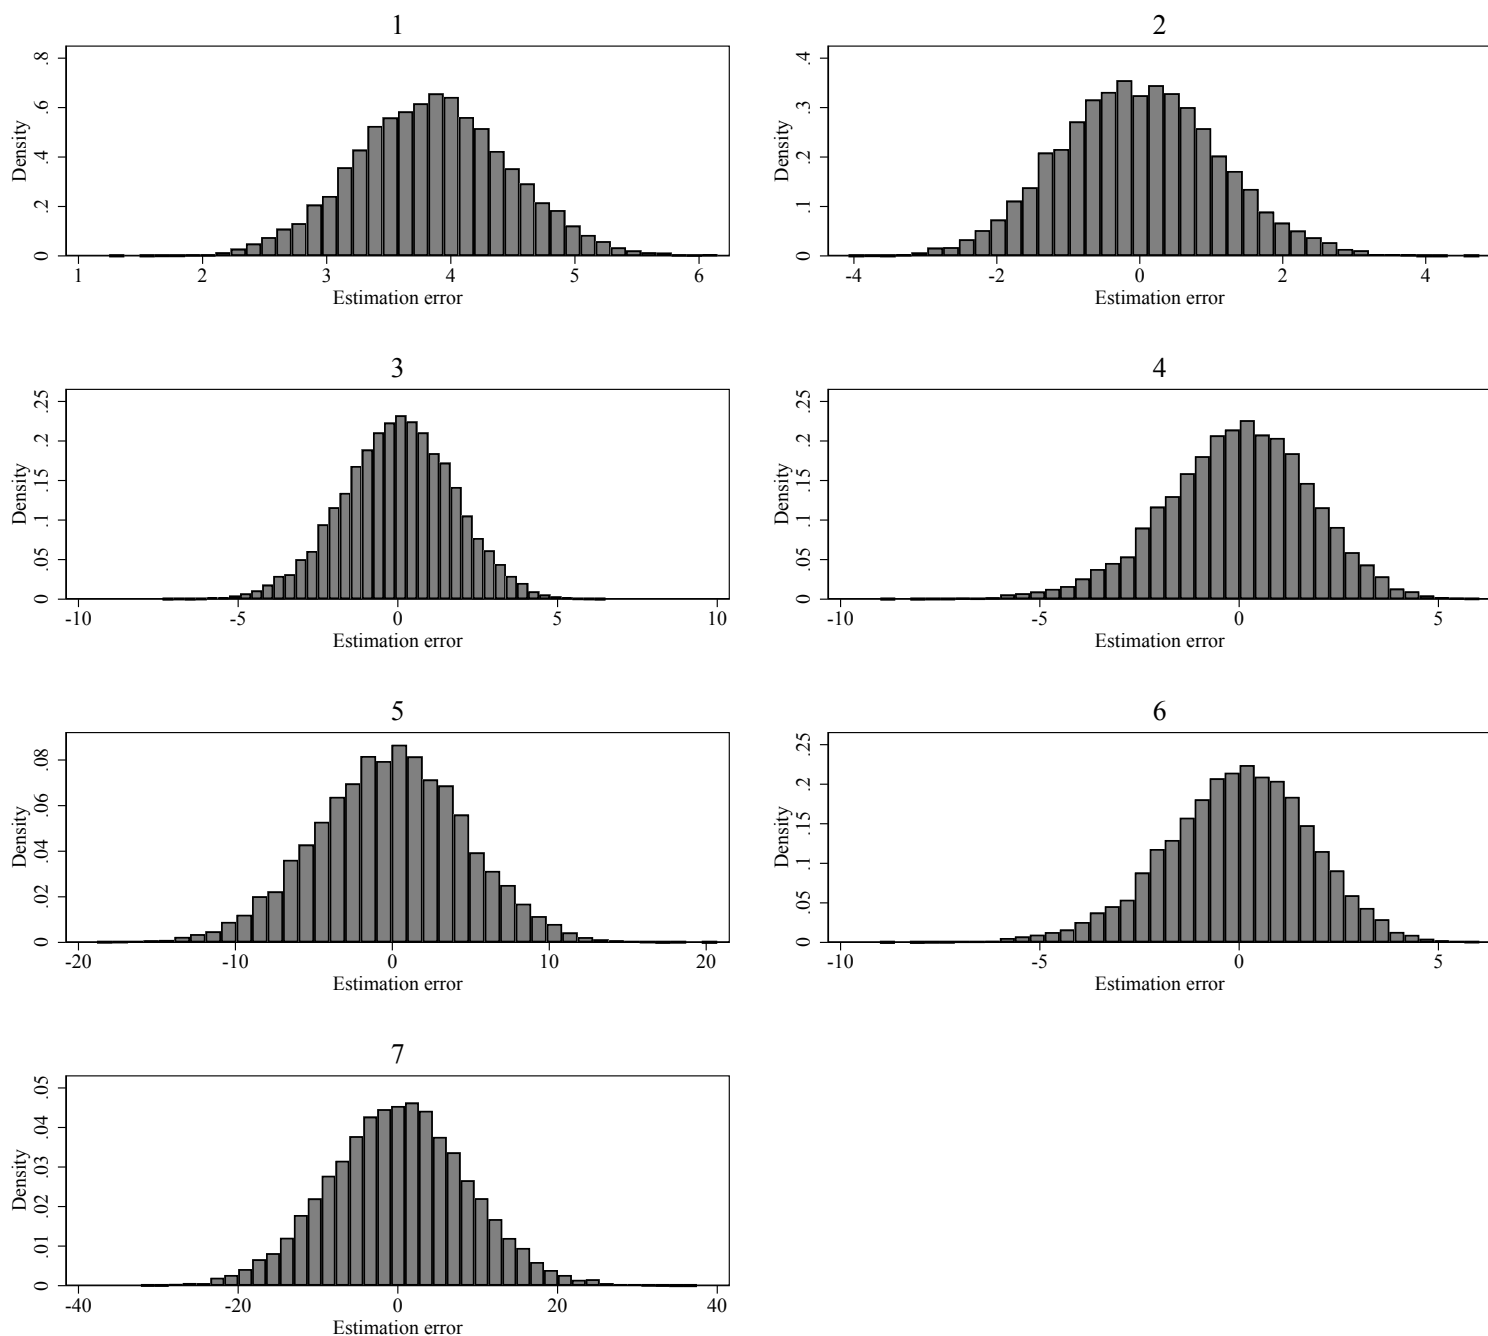 1
Density
.8
.6
.4
.2
0
1 2 3 4 5 6
Estimation error
2
Density
.4
.3
.2
.1
0
-4 -2 0 2 4
Estimation error
3
Density
.25
.2
.15
.1
.05
0
-10 -5 0 5 10
Estimation error
4
Density
.25
.2
.15
.1
.05
0
-10 -5 0 5
Estimation error
5
Density
.08
.06
.04
.02
0
-20 -10 0 10 20
Estimation error
6
Density
.25
.2
.15
.1
.05
0
-10 -5 0 5
Estimation error
7
Density
.05
.04
.03
.02
.01
0
-40 -20 0 20 40
Estimation error